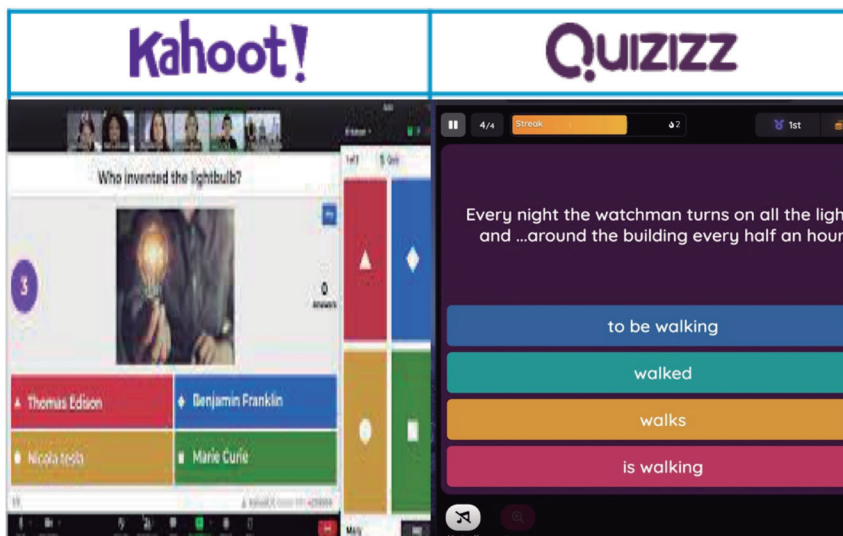 Kahoot!
Quizizz
Who invented the lightbulb?
3
0
Answers
Thomas Edison
Benjamin Franklin
Nicola tesla
Marie Curie
Mary
4/4
Streak
2
1st
Every night the watchman turns on all the ligh
and ...around the building every half an hour
to be walking
walked
walks
is walking